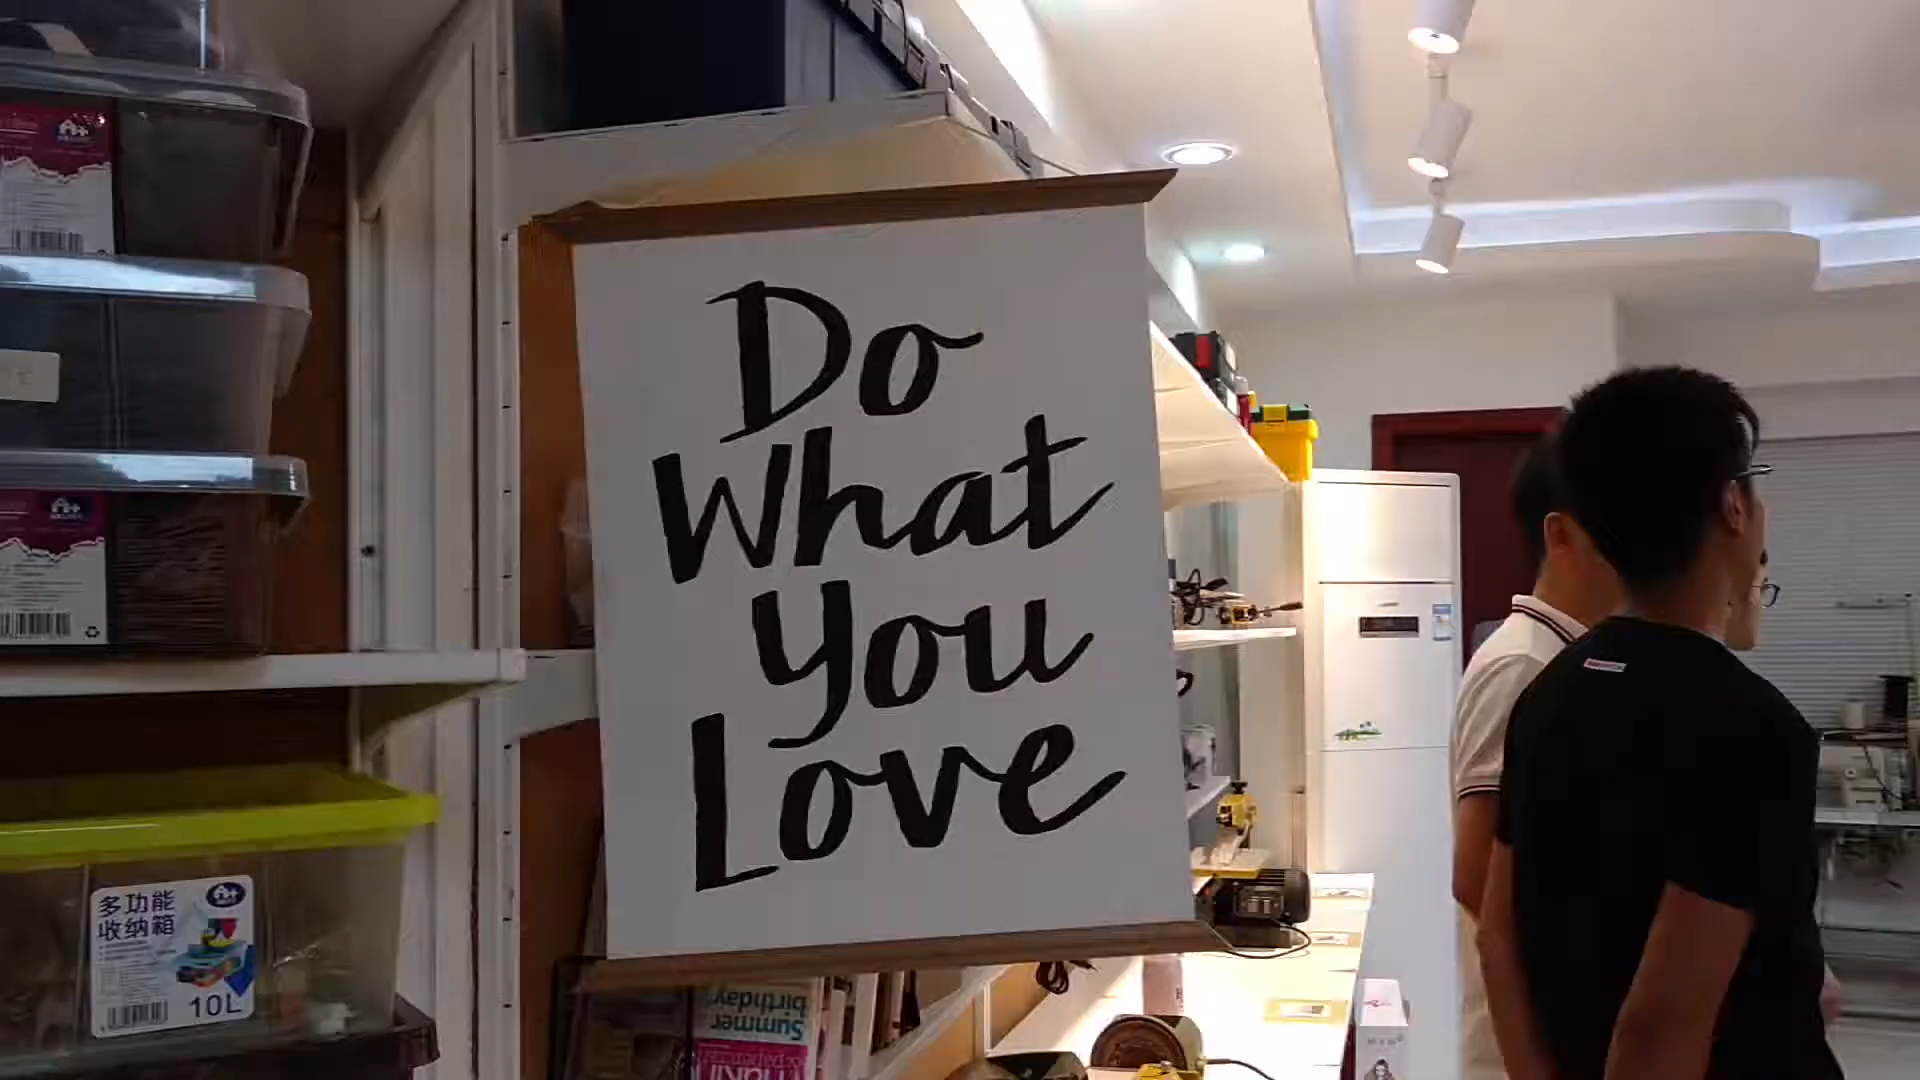 Do
What
You
Love
多功能
收纳箱
10L
Summer
birthday